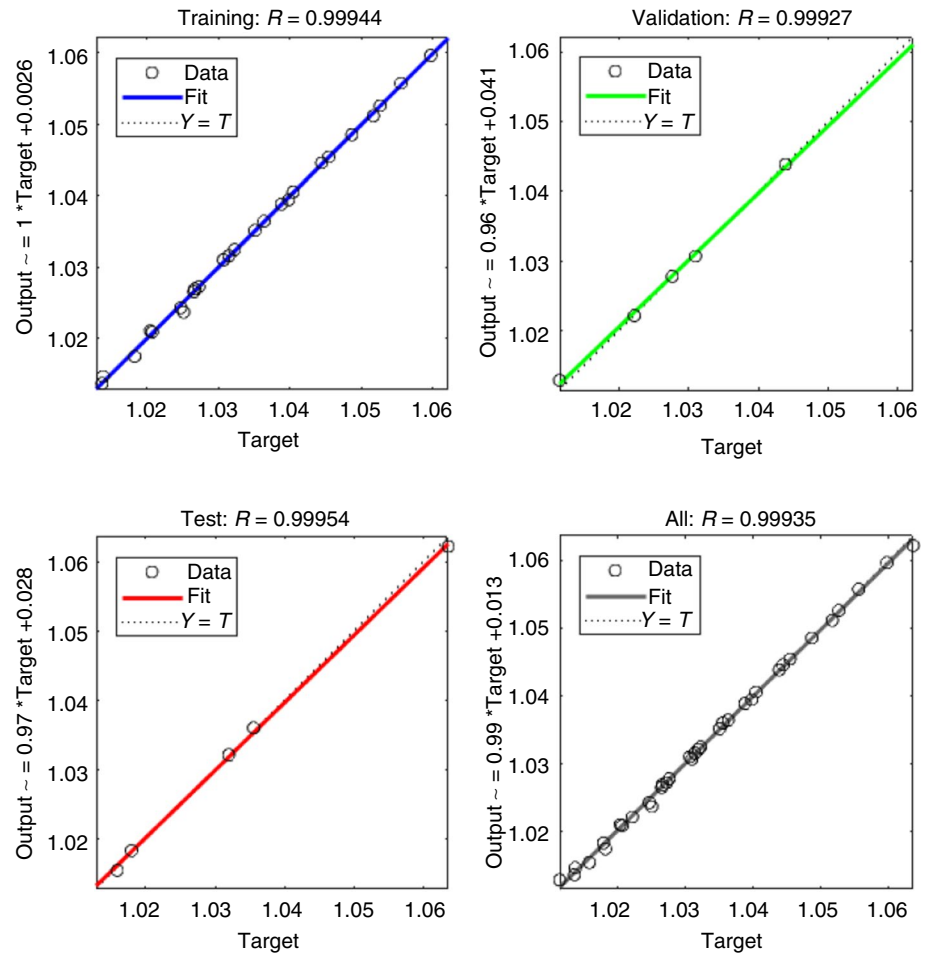 Training: R = 0.99944
Output ~ = 1 *Target +0.0026
1.06
1.05
1.04
1.03
1.02
Data
Fit
Y = T
1.02 1.03 1.04 1.05 1.06
Target
Validation: R = 0.99927
Output ~ = 0.96 *Target +0.041
1.06
1.05
1.04
1.03
1.02
Data
Fit
Y = T
1.02 1.03 1.04 1.05 1.06
Target
Test: R = 0.99954
Output ~ = 0.97 *Target +0.028
1.06
1.05
1.04
1.03
1.02
Data
Fit
Y = T
1.02 1.03 1.04 1.05 1.06
Target
All: R = 0.99935
Output ~ = 0.99 *Target +0.013
1.06
1.05
1.04
1.03
1.02
Data
Fit
Y = T
1.02 1.03 1.04 1.05 1.06
Target